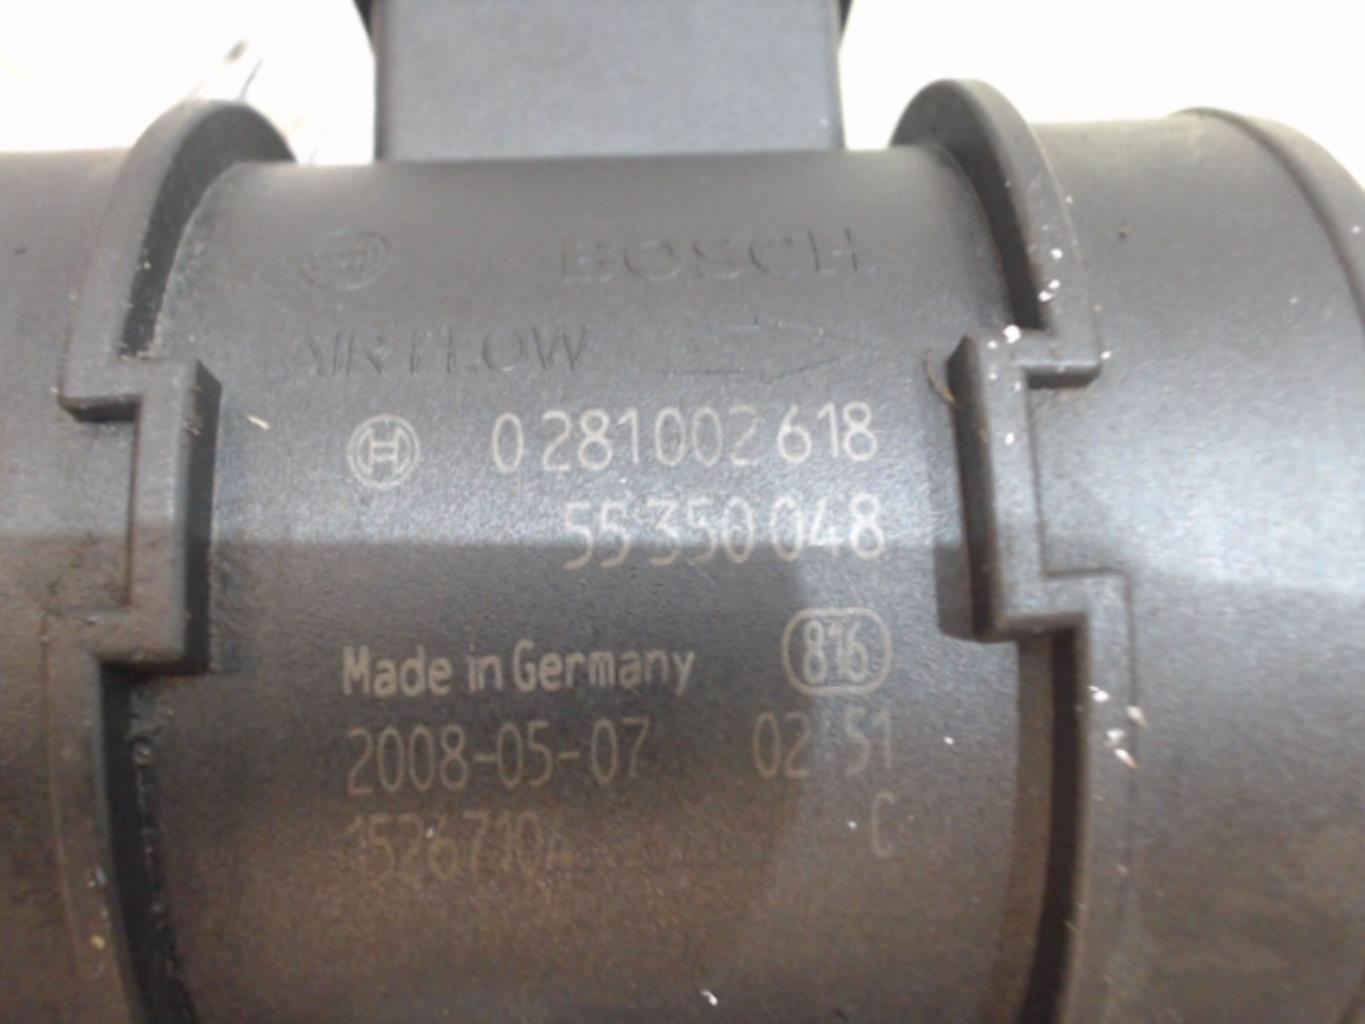 BOSCH
AIR FLOW
0 281 002 618
55 350 048
Made in Germany 816
2008-05-07 02 51
C